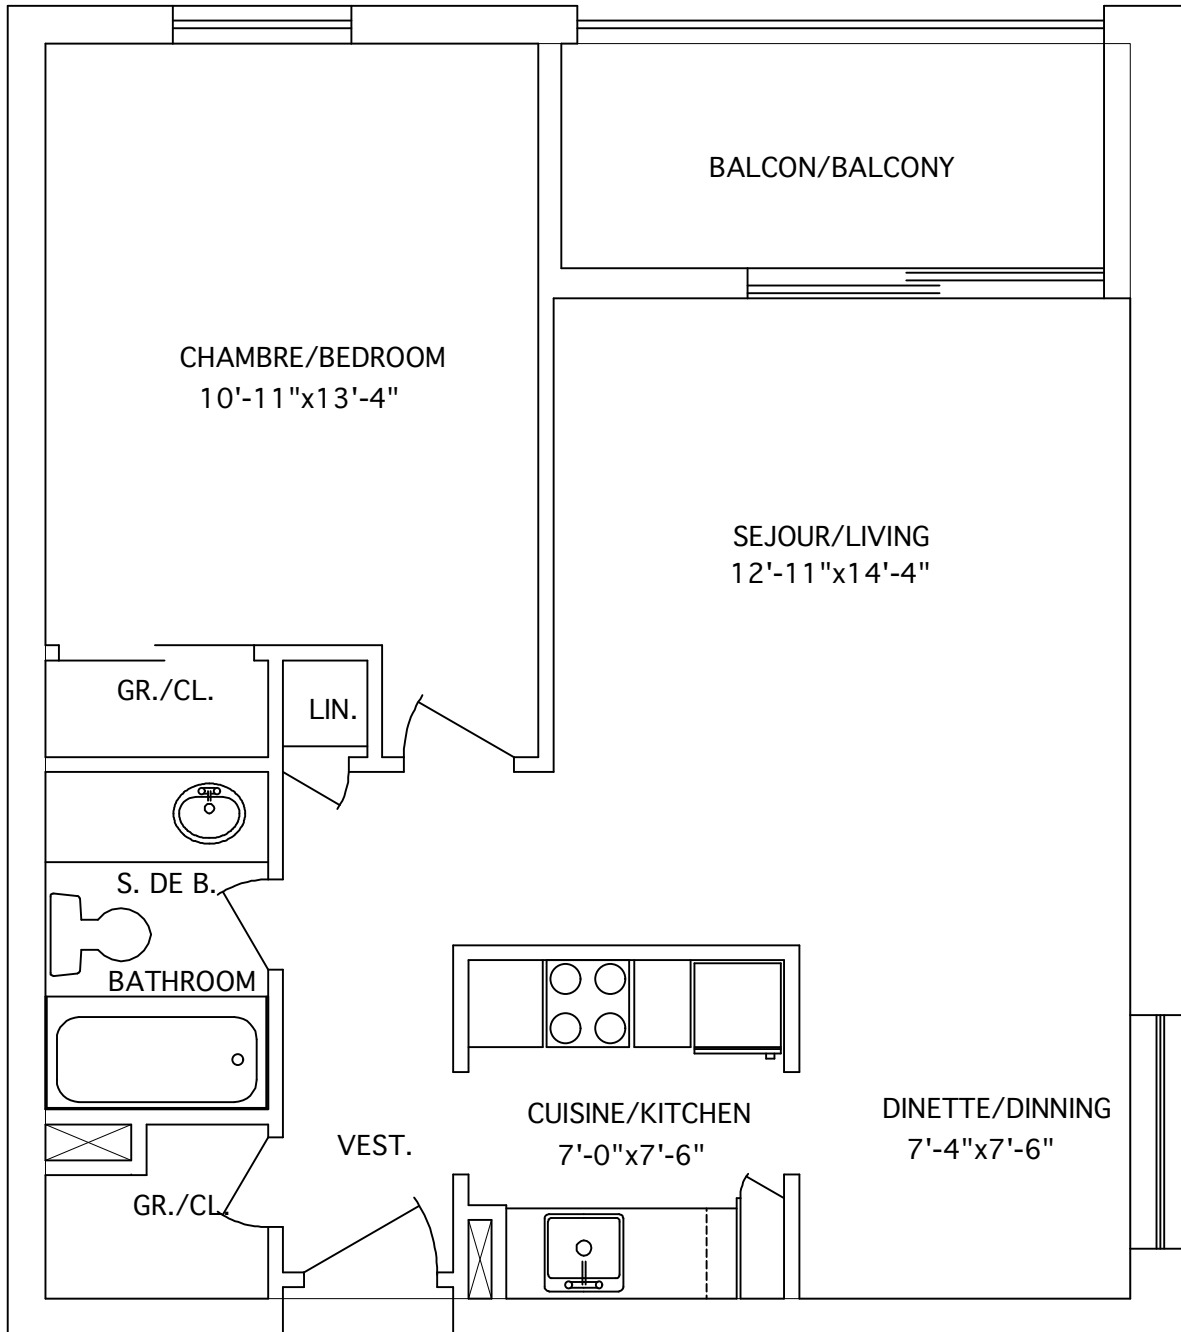 BALCON/BALCONY
CHAMBRE/BEDROOM
10'-11"x13'-4"
SEJOUR/LIVING
12'-11"x14'-4"
GR./CL.
LIN.
S. DE B.
BATHROOM
CUISINE/KITCHEN
7'-0"x7'-6"
DINETTE/DINNING
7'-4"x7'-6"
VEST.
GR./CL.